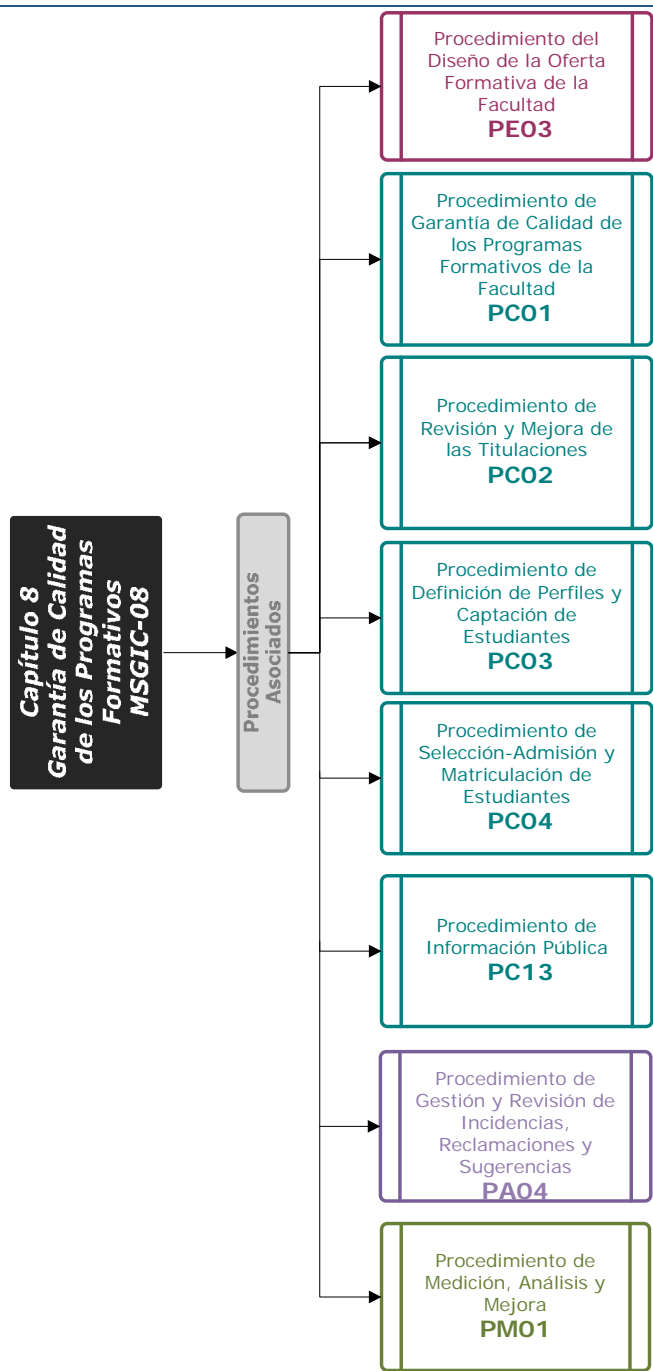 Capítulo 8
Garantía de Calidad
de los Programas
Formativos
MSGIC-08
Procedimientos
Asociados
Procedimiento del
Diseño de la Oferta
Formativa de la
Facultad
PE03
Procedimiento de
Garantía de Calidad de
los Programas
Formativos de la
Facultad
PC01
Procedimiento de
Revisión y Mejora de
las Titulaciones
PC02
Procedimiento de
Definición de Perfiles y
Captación de
Estudiantes
PC03
Procedimiento de
Selección-Admisión y
Matriculación de
Estudiantes
PC04
Procedimiento de
Información Pública
PC13
Procedimiento de
Gestión y Revisión de
Incidencias,
Reclamaciones y
Sugerencias
PA04
Procedimiento de
Medición, Análisis y
Mejora
PM01